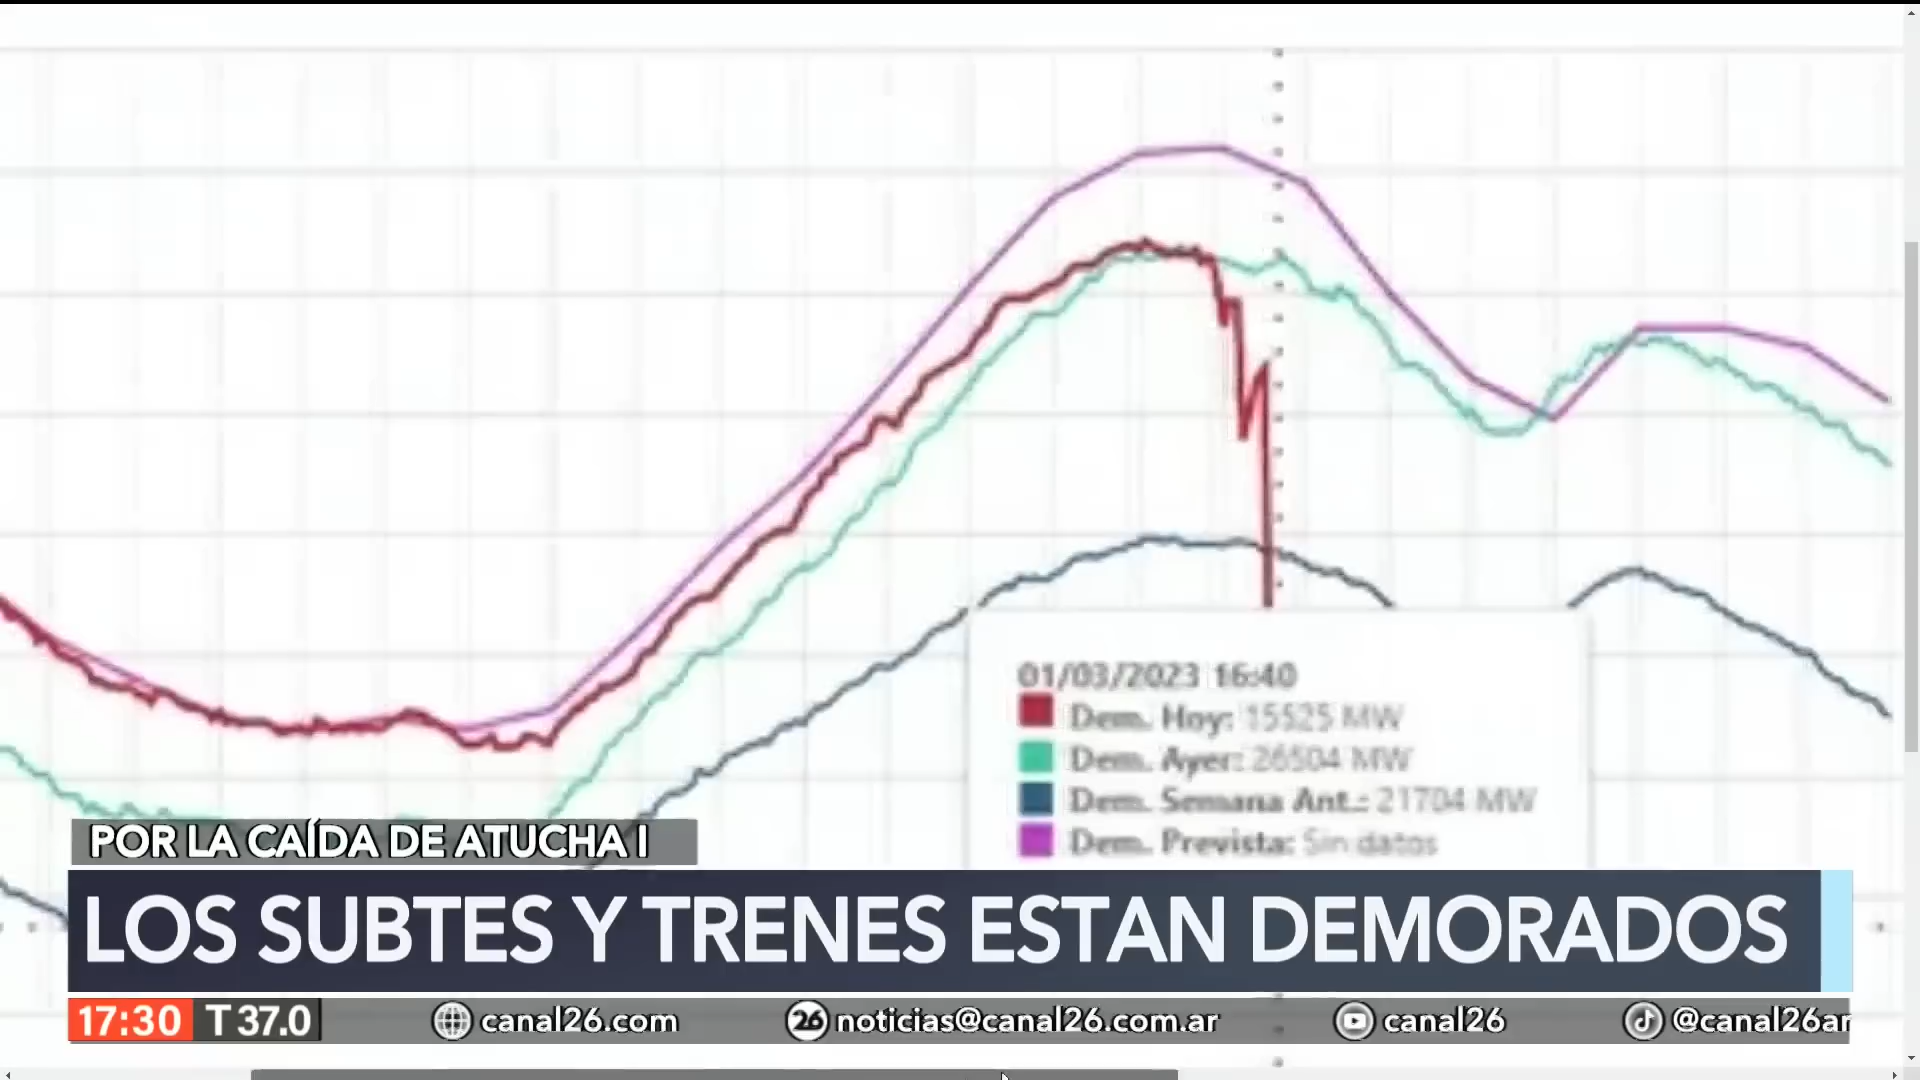 01/03/2023 16:40
Dem. Hoy: 15525 MW
Dem. Ayer: 26504 MW
Dem. Semana Ant.: 21704 MW
Dem. Prevista: Sin datos
POR LA CAÍDA DE ATUCHA I
LOS SUBTES Y TRENES ESTAN DEMORADOS
17:30 T 37.0 canal26.com 26 noticias@canal26.com.ar canal26 @canal26ar